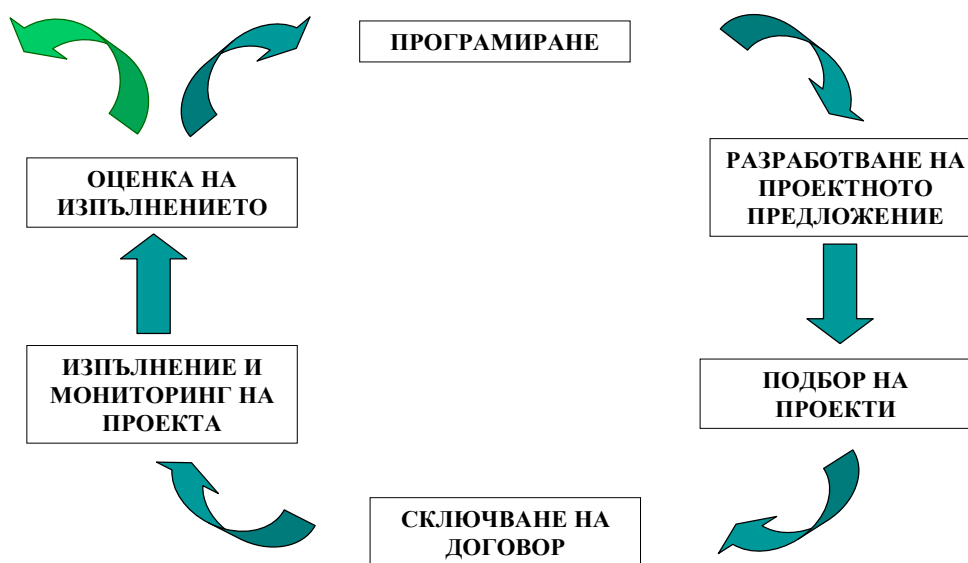 ПРОГРАМИРАНЕ
РАЗРАБОТВАНЕ НА
ПРОЕКТНОТО
ПРЕДЛОЖЕНИЕ
ПОДБОР НА
ПРОЕКТИ
СКЛЮЧВАНЕ НА
ДОГОВОР
ИЗПЪЛНЕНИЕ И
МОНИТОРИНГ НА
ПРОЕКТА
ОЦЕНКА НА
ИЗПЪЛНЕНИЕТО